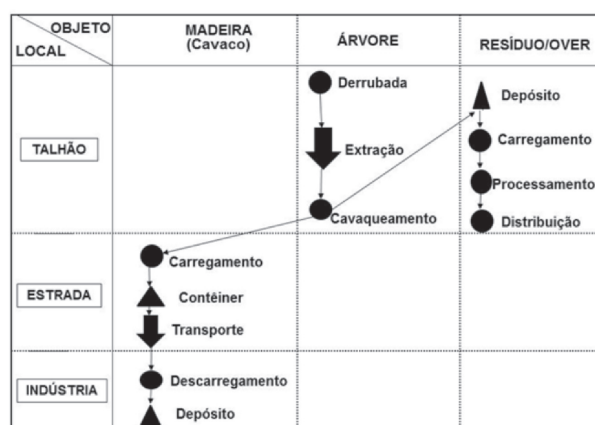 OBJETO
LOCAL
MADEIRA
(Cavaco)
ÁRVORE
RESÍDUO/OVER
TALHÃO
Derrubada
Extração
Cavaqueamento
Depósito
Carregamento
Processamento
Distribuição
ESTRADA
Carregamento
Contêiner
Transporte
INDÚSTRIA
Descarregamento
Depósito